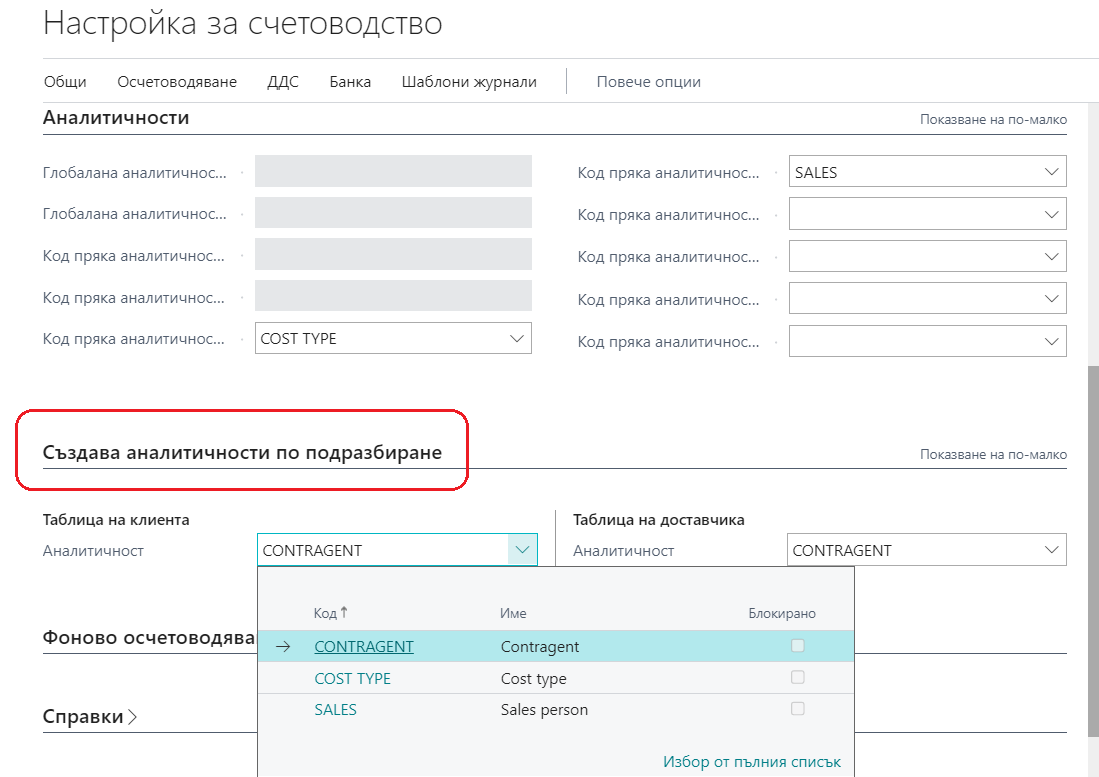 Настройка за счетоводство
Общи Осчетоводяване ДДС Банка Шаблони журнали Повече опции
Аналитичности Показване на по-малко
Глобалана аналитичнос... Код пряка аналитичнос... SALES
Глобалана аналитичнос... Код пряка аналитичнос...
Код пряка аналитичнос... Код пряка аналитичнос...
Код пряка аналитичнос... Код пряка аналитичнос...
Код пряка аналитичнос... COST TYPE Код пряка аналитичнос...
Създава аналитичности по подразбиране Показване на по-малко
Таблица на клиента Таблица на доставчика
Аналитичност CONTRAGENT Аналитичност CONTRAGENT
Код Име Блокирано
Фоново осчетоводява
CONTRAGENT Contragent
COST TYPE Cost type
SALES Sales person
Справки
Избор от пълния списък